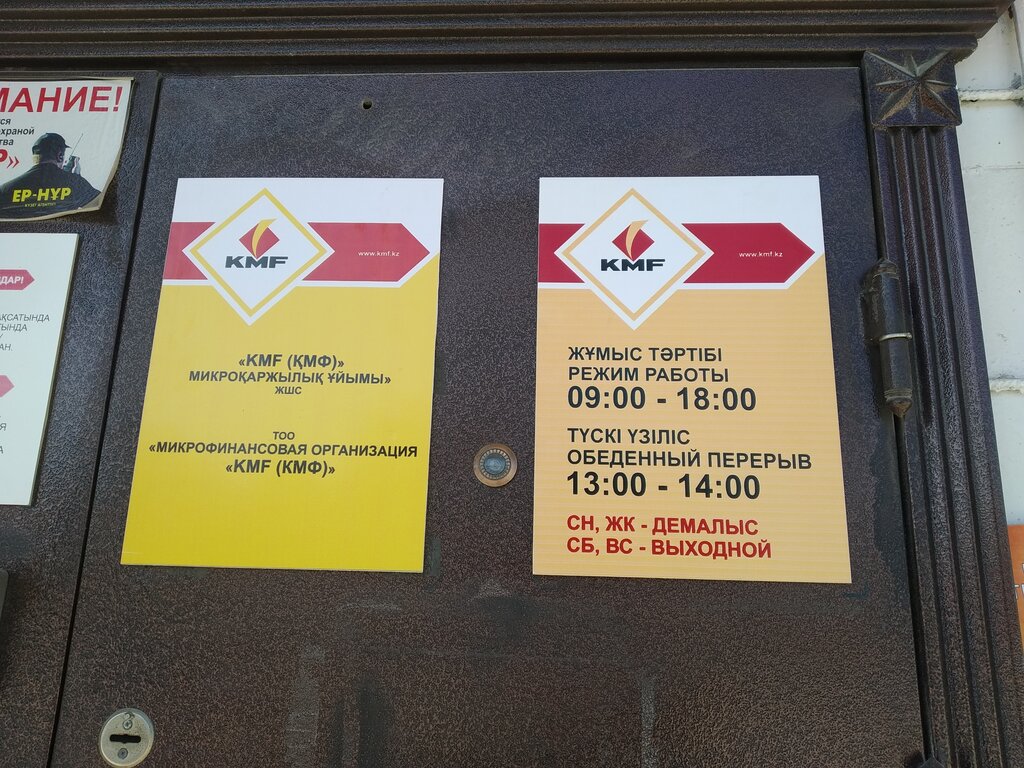 МАНИЕ!
ЕР-НҰР
KMF
www.kmf.kz
«KMF (ҚМФ)»
МИКРОҚАРЖЫЛЫҚ ҰЙЫМЫ»
ЖШС
ТОО
«МИКРОФИНАНСОВАЯ ОРГАНИЗАЦИЯ
«KMF (КМФ)»
KMF
www.kmf.kz
ЖҰМЫС ТӘРТІБІ
РЕЖИМ РАБОТЫ
09:00 - 18:00
ТҮСКІ ҮЗІЛІС
ОБЕДЕННЫЙ ПЕРЕРЫВ
13:00 - 14:00
СН, ЖК - ДЕМАЛЫС
СБ, ВС - ВЫХОДНОЙ